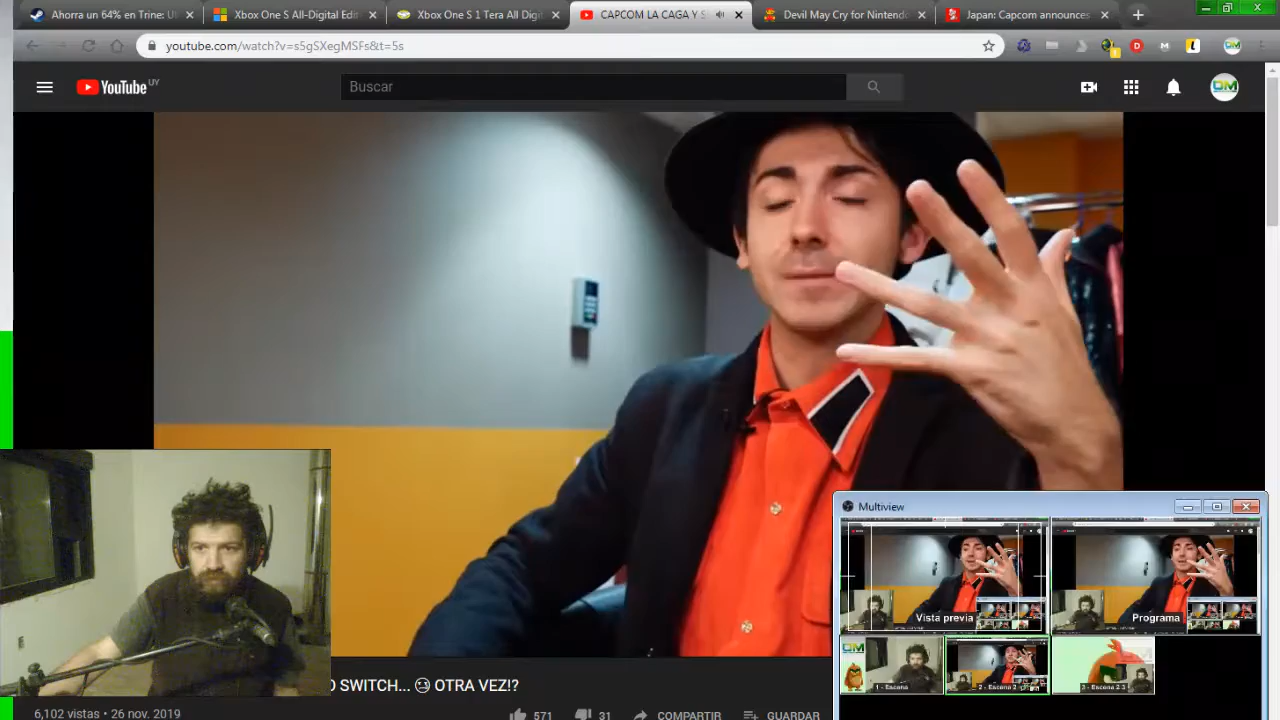 Ahorra un 64% en Trine: Ul
Xbox One S All-Digital Edit
Xbox One S 1 Tera All Digi
CAPCOM LA CAGA Y S
Devil May Cry for Nintendo
Japan: Capcom announces
youtube.com/watch?v=s5gSXegMSFs&t=5s
YouTube UY
Buscar
Multiview
Vista previa
Programa
OM
1 - Escena
2 - Escena 2
3 - Escena 2 3
O SWITCH... OTRA VEZ!?
6,102 vistas • 26 nov. 2019
571
31
COMPARTIR
GUARDAR